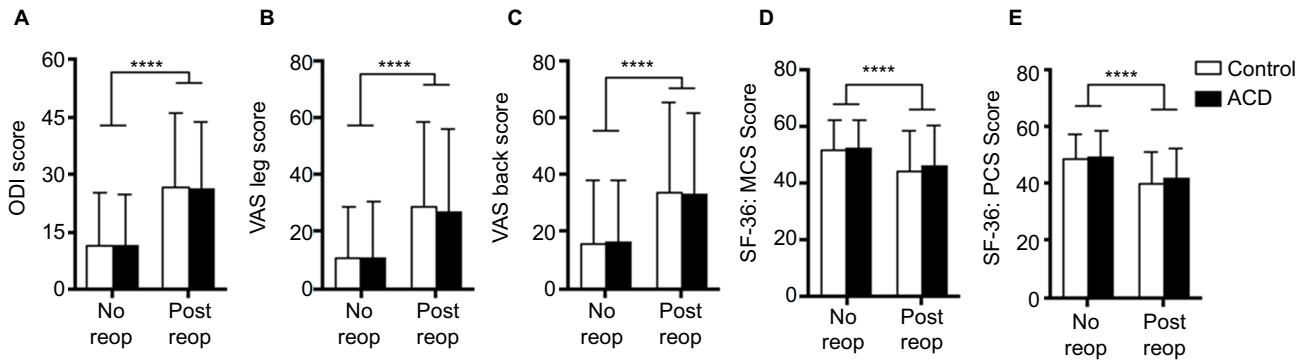 A
ODI score
60
45
30
15
0
****
No
reop
Post
reop
B
VAS leg score
80
60
40
20
0
****
No
reop
Post
reop
C
VAS back score
80
60
40
20
0
****
No
reop
Post
reop
D
SF-36: MCS Score
80
60
40
20
0
****
No
reop
Post
reop
E
SF-36: PCS Score
80
60
40
20
0
****
No
reop
Post
reop
Control
ACD